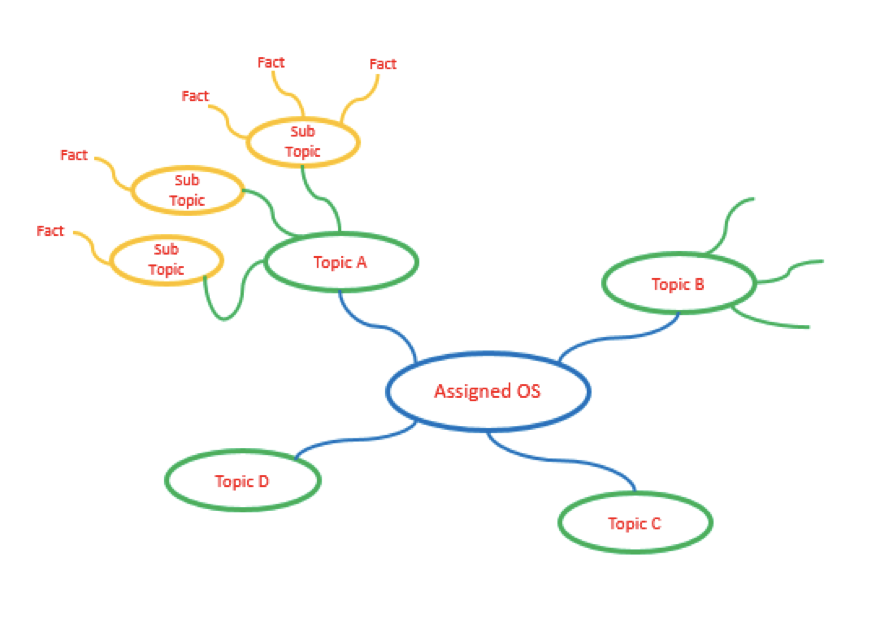 Fact
Fact
Fact
Sub
Topic
Fact
Sub
Topic
Fact
Sub
Topic
Topic A
Topic B
Assigned OS
Topic D
Topic C